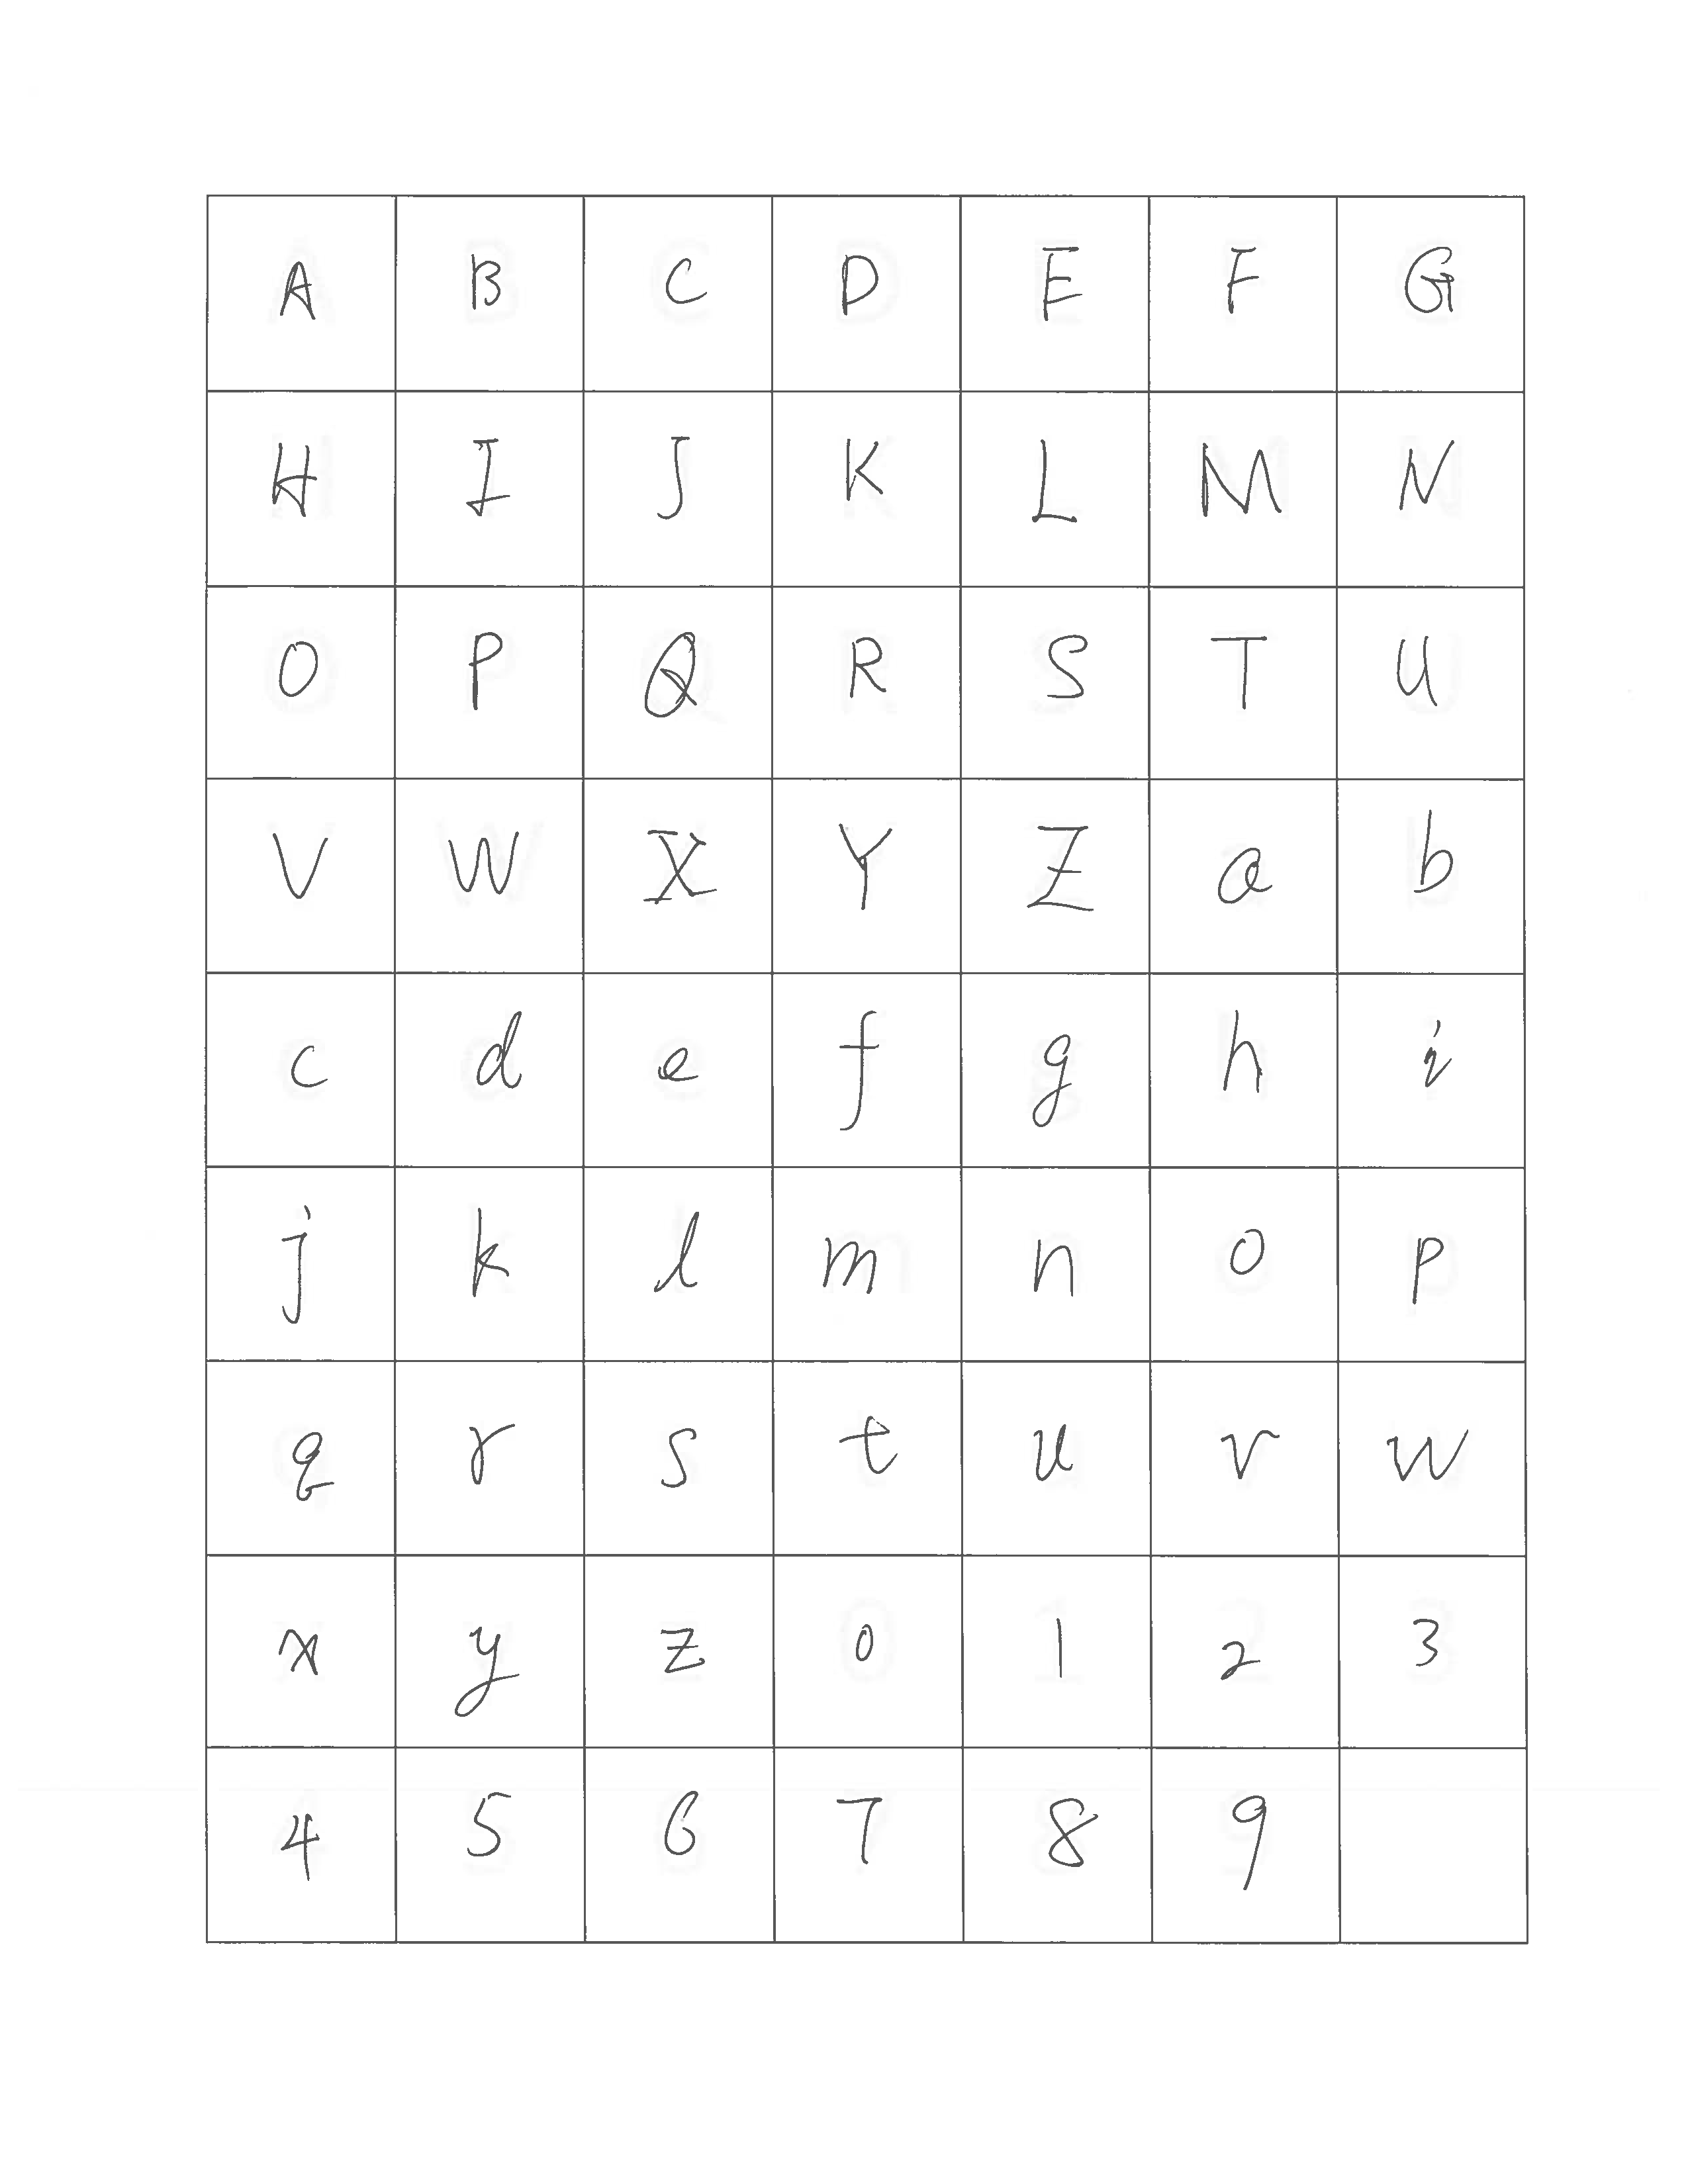 A B C D E F G
H I J K L M N
O P Q R S T U
V W X Y Z a b
c d e f g h i
j k l m n o p
q r s t u v w
x y z 0 1 2 3
4 5 6 7 8 9